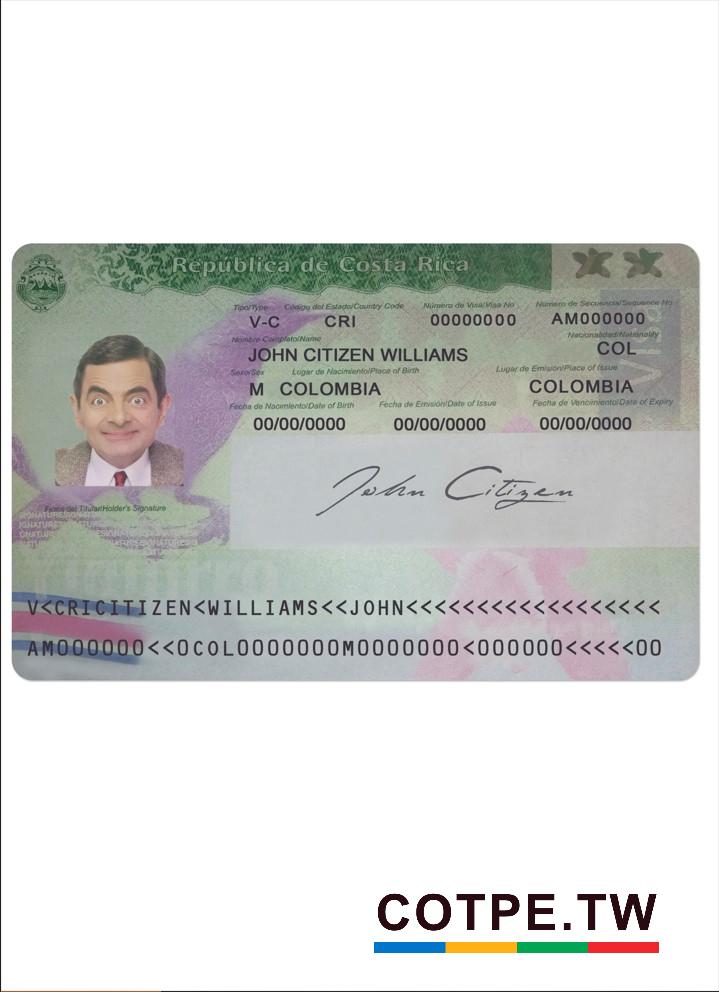 República de Costa Rica
Tipo/Type Código del Estado/Country Code Número de Visa/Visa No Número de Secuencia/Sequence No
V-C CRI 00000000 AM000000
Nombre Completo/Name Nacionalidad/Nationality
JOHN CITIZEN WILLIAMS COL
Sexo/Sex Lugar de Nacimiento/Place of Birth Lugar de Emisión/Place of Issue
M COLOMBIA COLOMBIA
Fecha de Nacimiento/Date of Birth Fecha de Emisión/Date of Issue Fecha de Vencimiento/Date of Expiry
00/00/0000 00/00/0000 00/00/0000
John Citizen
Firma del Titular/Holder's Signature
V<CRICITIZEN<WILLIAMS<<JOHN<<<<<<<<<<<<<<<<<<
AM000000<<0COL0000000M0000000<000000<<<<<00
COTPE.TW